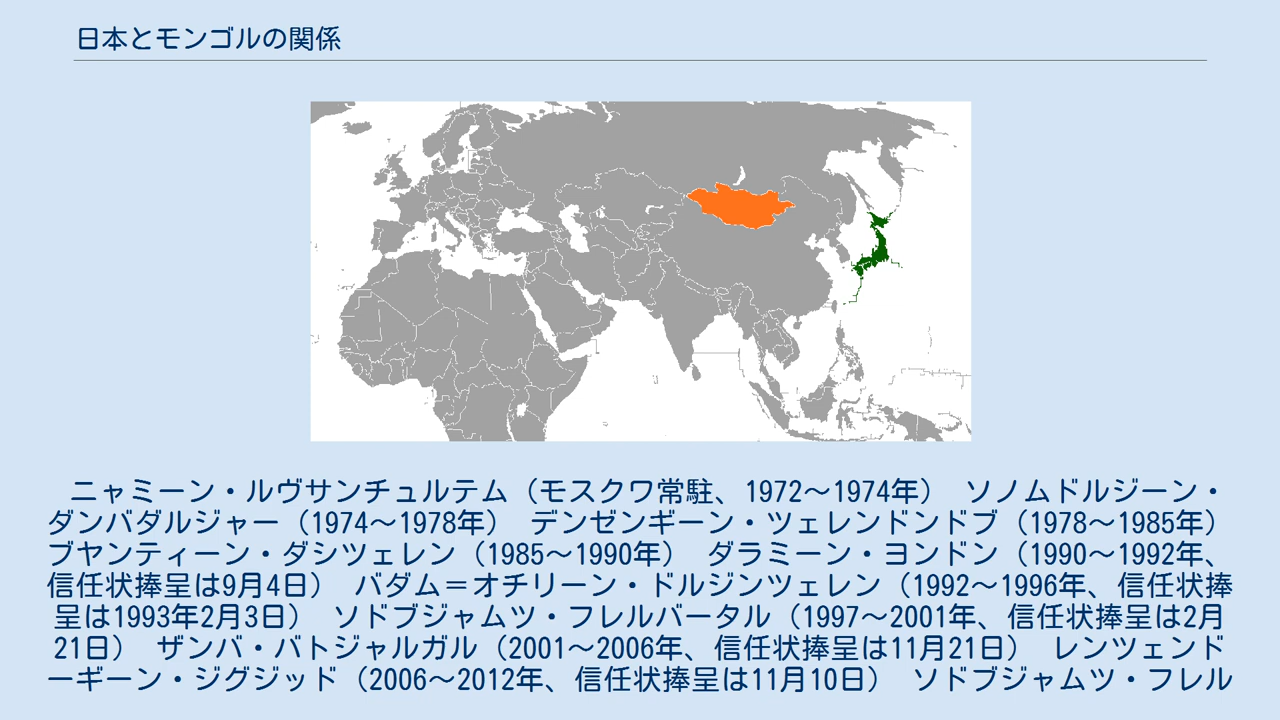 日本とモンゴルの関係
ニャミーン・ルヴサンチュルテム（モスクワ常駐、1972～1974年）　ソノムドルジーン・
ダンバダルジャー（1974～1978年）　デンゼンギーン・ツェレンドンドブ（1978～1985年）
ブヤンティーン・ダシツェレン（1985～1990年）　ダラミーン・ヨンドン（1990～1992年、
信任状捧呈は9月4日）　バダム＝オチリーン・ドルジンツェレン（1992～1996年、信任状捧
呈は1993年2月3日）　ソドブジャムツ・フレルバータル（1997～2001年、信任状捧呈は2月
21日）　ザンバ・バトジャルガル（2001～2006年、信任状捧呈は11月21日）　レンツェンド
ーギーン・ジグジッド（2006～2012年、信任状捧呈は11月10日）　ソドブジャムツ・フレル